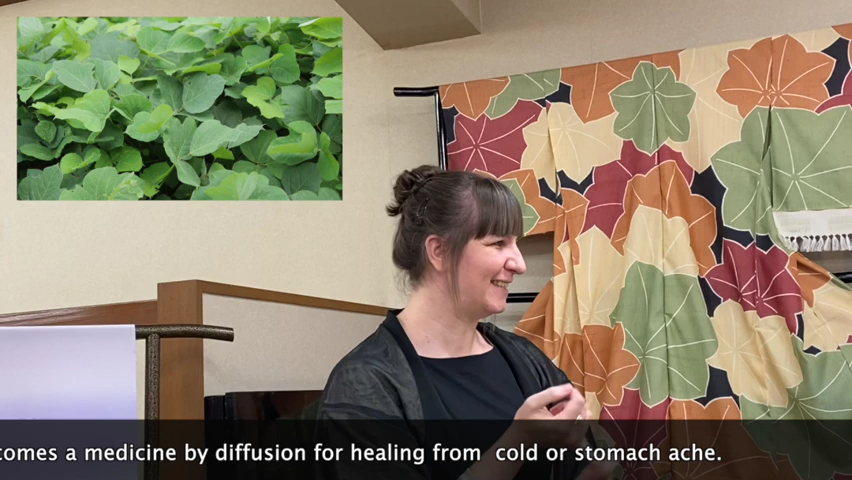 comes a medicine by diffusion for healing from cold or stomach ache.